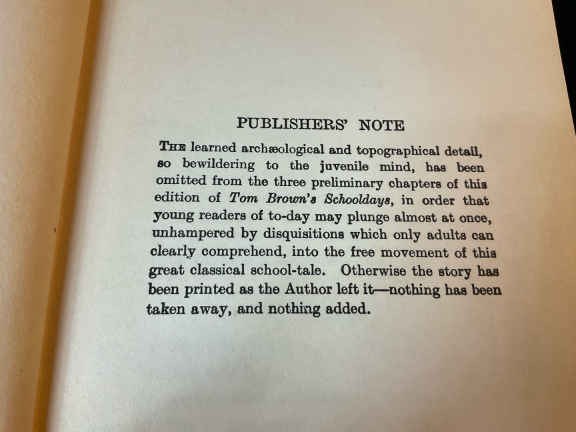 PUBLISHERS' NOTE
THE learned archæological and topographical detail,
so bewildering to the juvenile mind, has been
omitted from the three preliminary chapters of this
edition of Tom Brown's Schooldays, in order that
young readers of to-day may plunge almost at once,
unhampered by disquisitions which only adults can
clearly comprehend, into the free movement of this
great classical school-tale. Otherwise the story has
been printed as the Author left it—nothing has been
taken away, and nothing added.